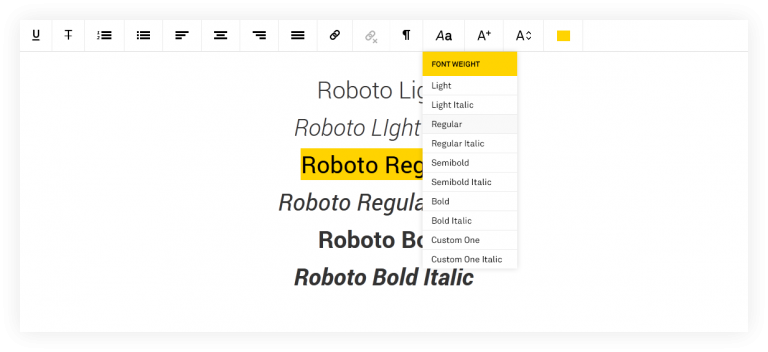 U T Aa A+ A
FONT WEIGHT
Light
Light Italic
Regular
Regular Italic
Semibold
Semibold Italic
Bold
Bold Italic
Custom One
Custom One Italic
Roboto Lig
Roboto LIght
Roboto Reg
Roboto Regula
Roboto Bo
Roboto Bold Italic